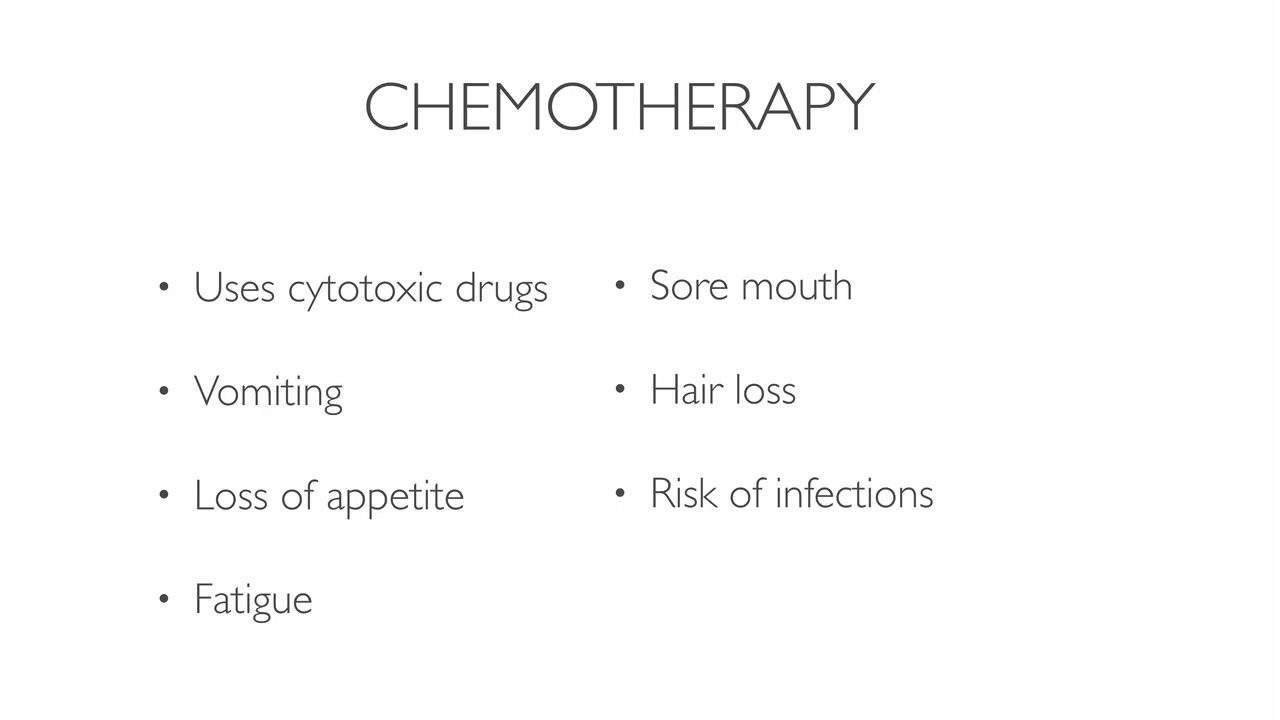 CHEMOTHERAPY
• Uses cytotoxic drugs
• Vomiting
• Loss of appetite
• Fatigue
• Sore mouth
• Hair loss
• Risk of infections